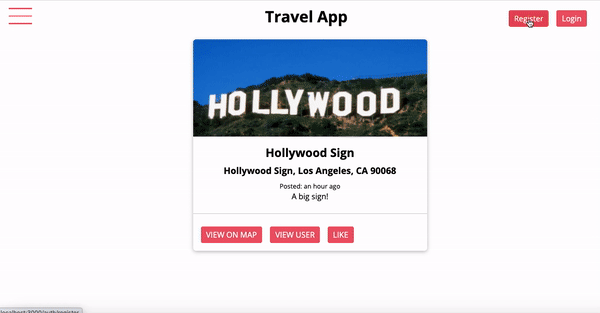 Travel App
Register
Login
HOLLYWOOD
Hollywood Sign
Hollywood Sign, Los Angeles, CA 90068
Posted: an hour ago
A big sign!
VIEW ON MAP
VIEW USER
LIKE
localhost:3000/auth/register